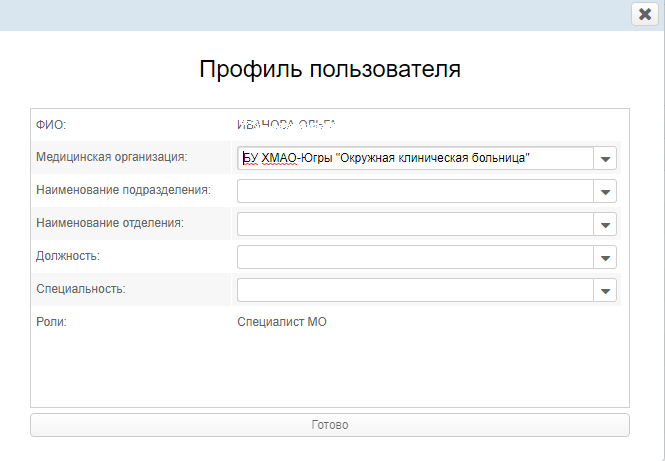 Профиль пользователя
ФИО: ИВАНОВА ОЛЬГА
Медицинская организация: БУ ХМАО-Югры "Окружная клиническая больница"
Наименование подразделения:
Наименование отделения:
Должность:
Специальность:
Роли: Специалист МО
Готово